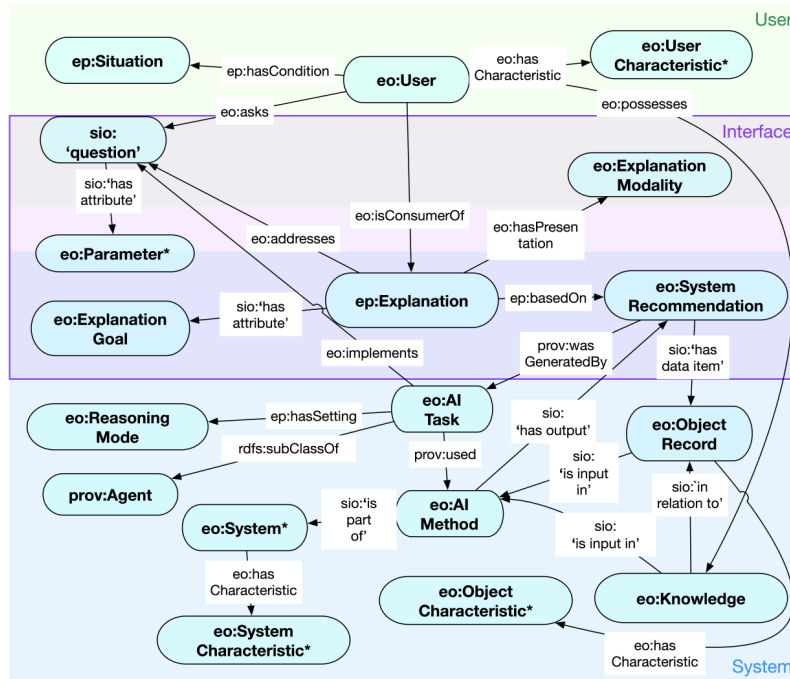 User
ep:Situation
ep:hasCondition
eo:User
eo:has
Characteristic
eo:User
Characteristic*
eo:asks
eo:possesses
Interface
sio:
‘question’
sio:‘has
attribute’
eo:Explanation
Modality
eo:isConsumerOf
eo:addresses
eo:hasPresen
tation
eo:Parameter*
eo:Explanation
Goal
sio:‘has
attribute’
ep:Explanation
ep:basedOn
eo:System
Recommendation
eo:implements
prov:was
GeneratedBy
sio:‘has
data item’
eo:Reasoning
Mode
ep:hasSetting
eo:AI
Task
rdfs:subClassOf
prov:used
sio:
‘has output’
eo:Object
Record
prov:Agent
sio:
‘is input
in’
sio:`in
relation to’
eo:System*
sio:‘is
part
of’
eo:AI
Method
sio:
‘is input in’
eo:has
Characteristic
eo:Object
Characteristic*
eo:Knowledge
eo:System
Characteristic*
eo:has
Characteristic
System